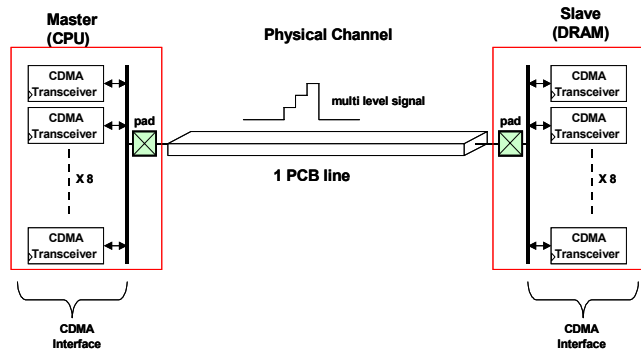 Master
(CPU)
Physical Channel
Slave
(DRAM)
CDMA
Transceiver
CDMA
Transceiver
X 8
CDMA
Transceiver
pad
multi level signal
1 PCB line
pad
CDMA
Transceiver
CDMA
Transceiver
X 8
CDMA
Transceiver
CDMA
Interface
CDMA
Interface